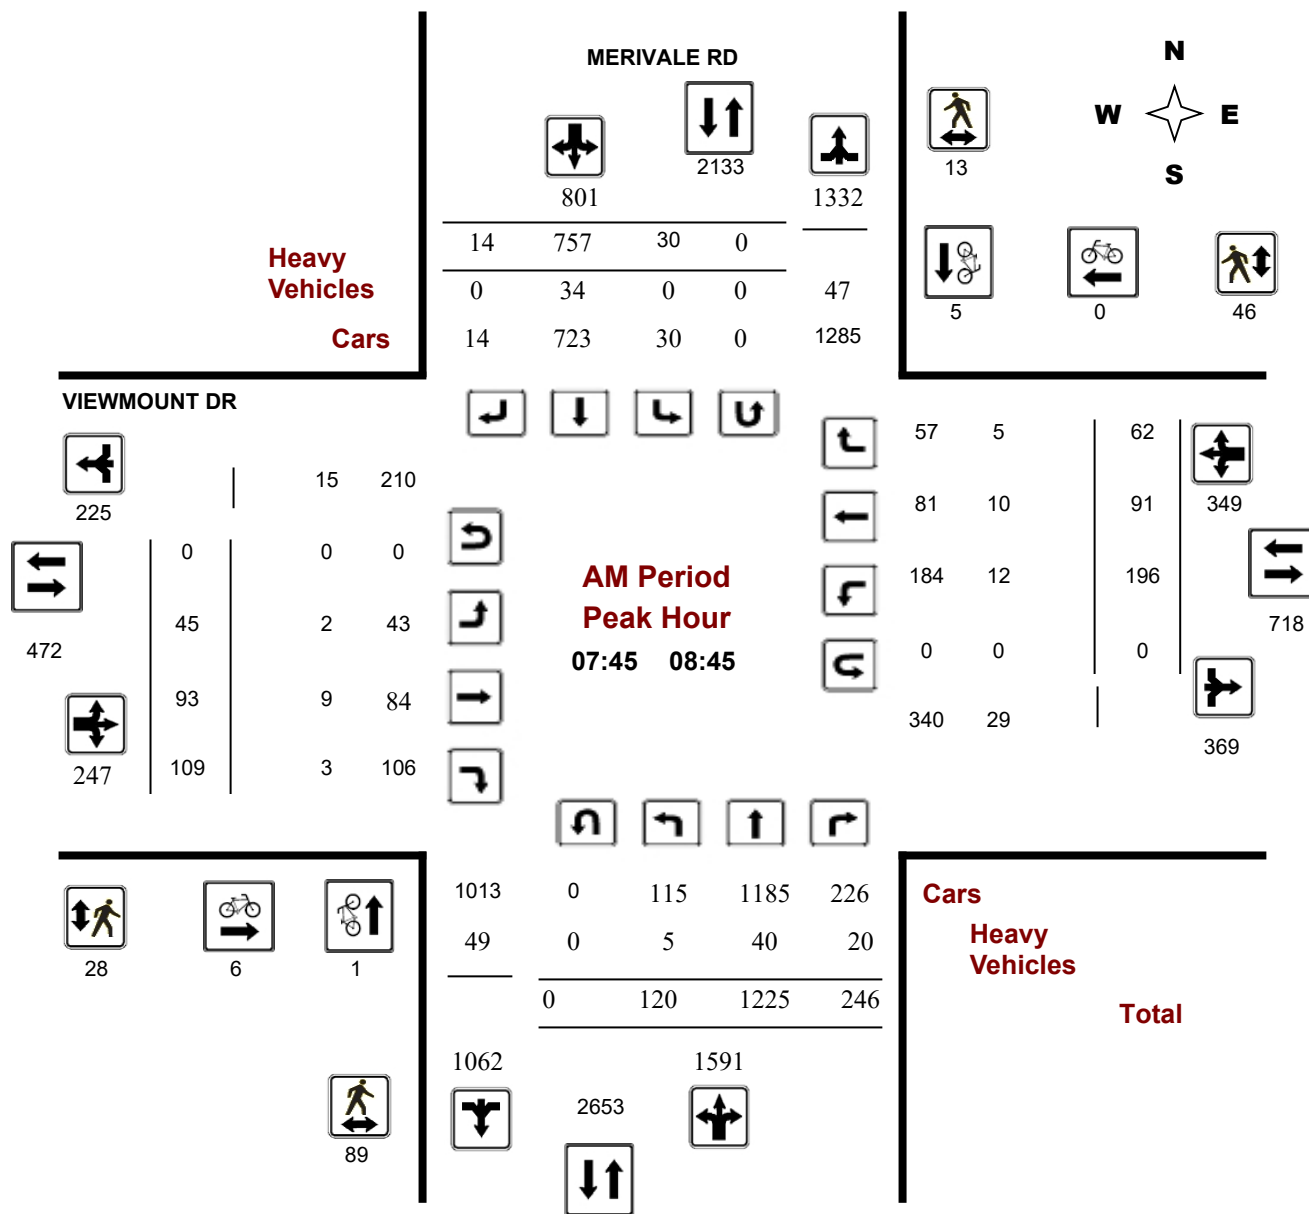 MERIVALE RD
N
W E
S
2133
13
801 1332
14 757 30 0
Heavy
Vehicles
0 34 0 0 47
5 0 46
Cars
14 723 30 0 1285
VIEWMOUNT DR
57 5 62
15 210
225
81 10 91 349
0 0 0
AM Period
184 12 196
Peak Hour
45 2 43
718
472
07:45 08:45
0 0 0
93 9 84
340 29
369
247 109 3 106
1013 0 115 1185 226
Cars
49 0 5 40 20
Heavy
Vehicles
28 6 1
0 120 1225 246
Total
1062 1591
2653
89